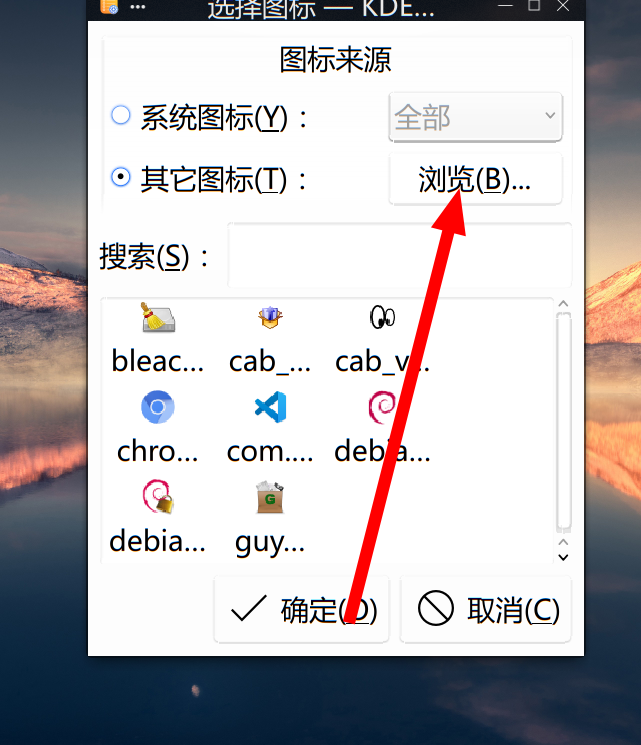 选择图标 — KDE...
图标来源
系统图标(Y)： 全部
其它图标(T)： 浏览(B)...
搜索(S)：
bleac... cab_... cab_v...
chro... com.... debia...
debia... guy...
确定(O) 取消(C)